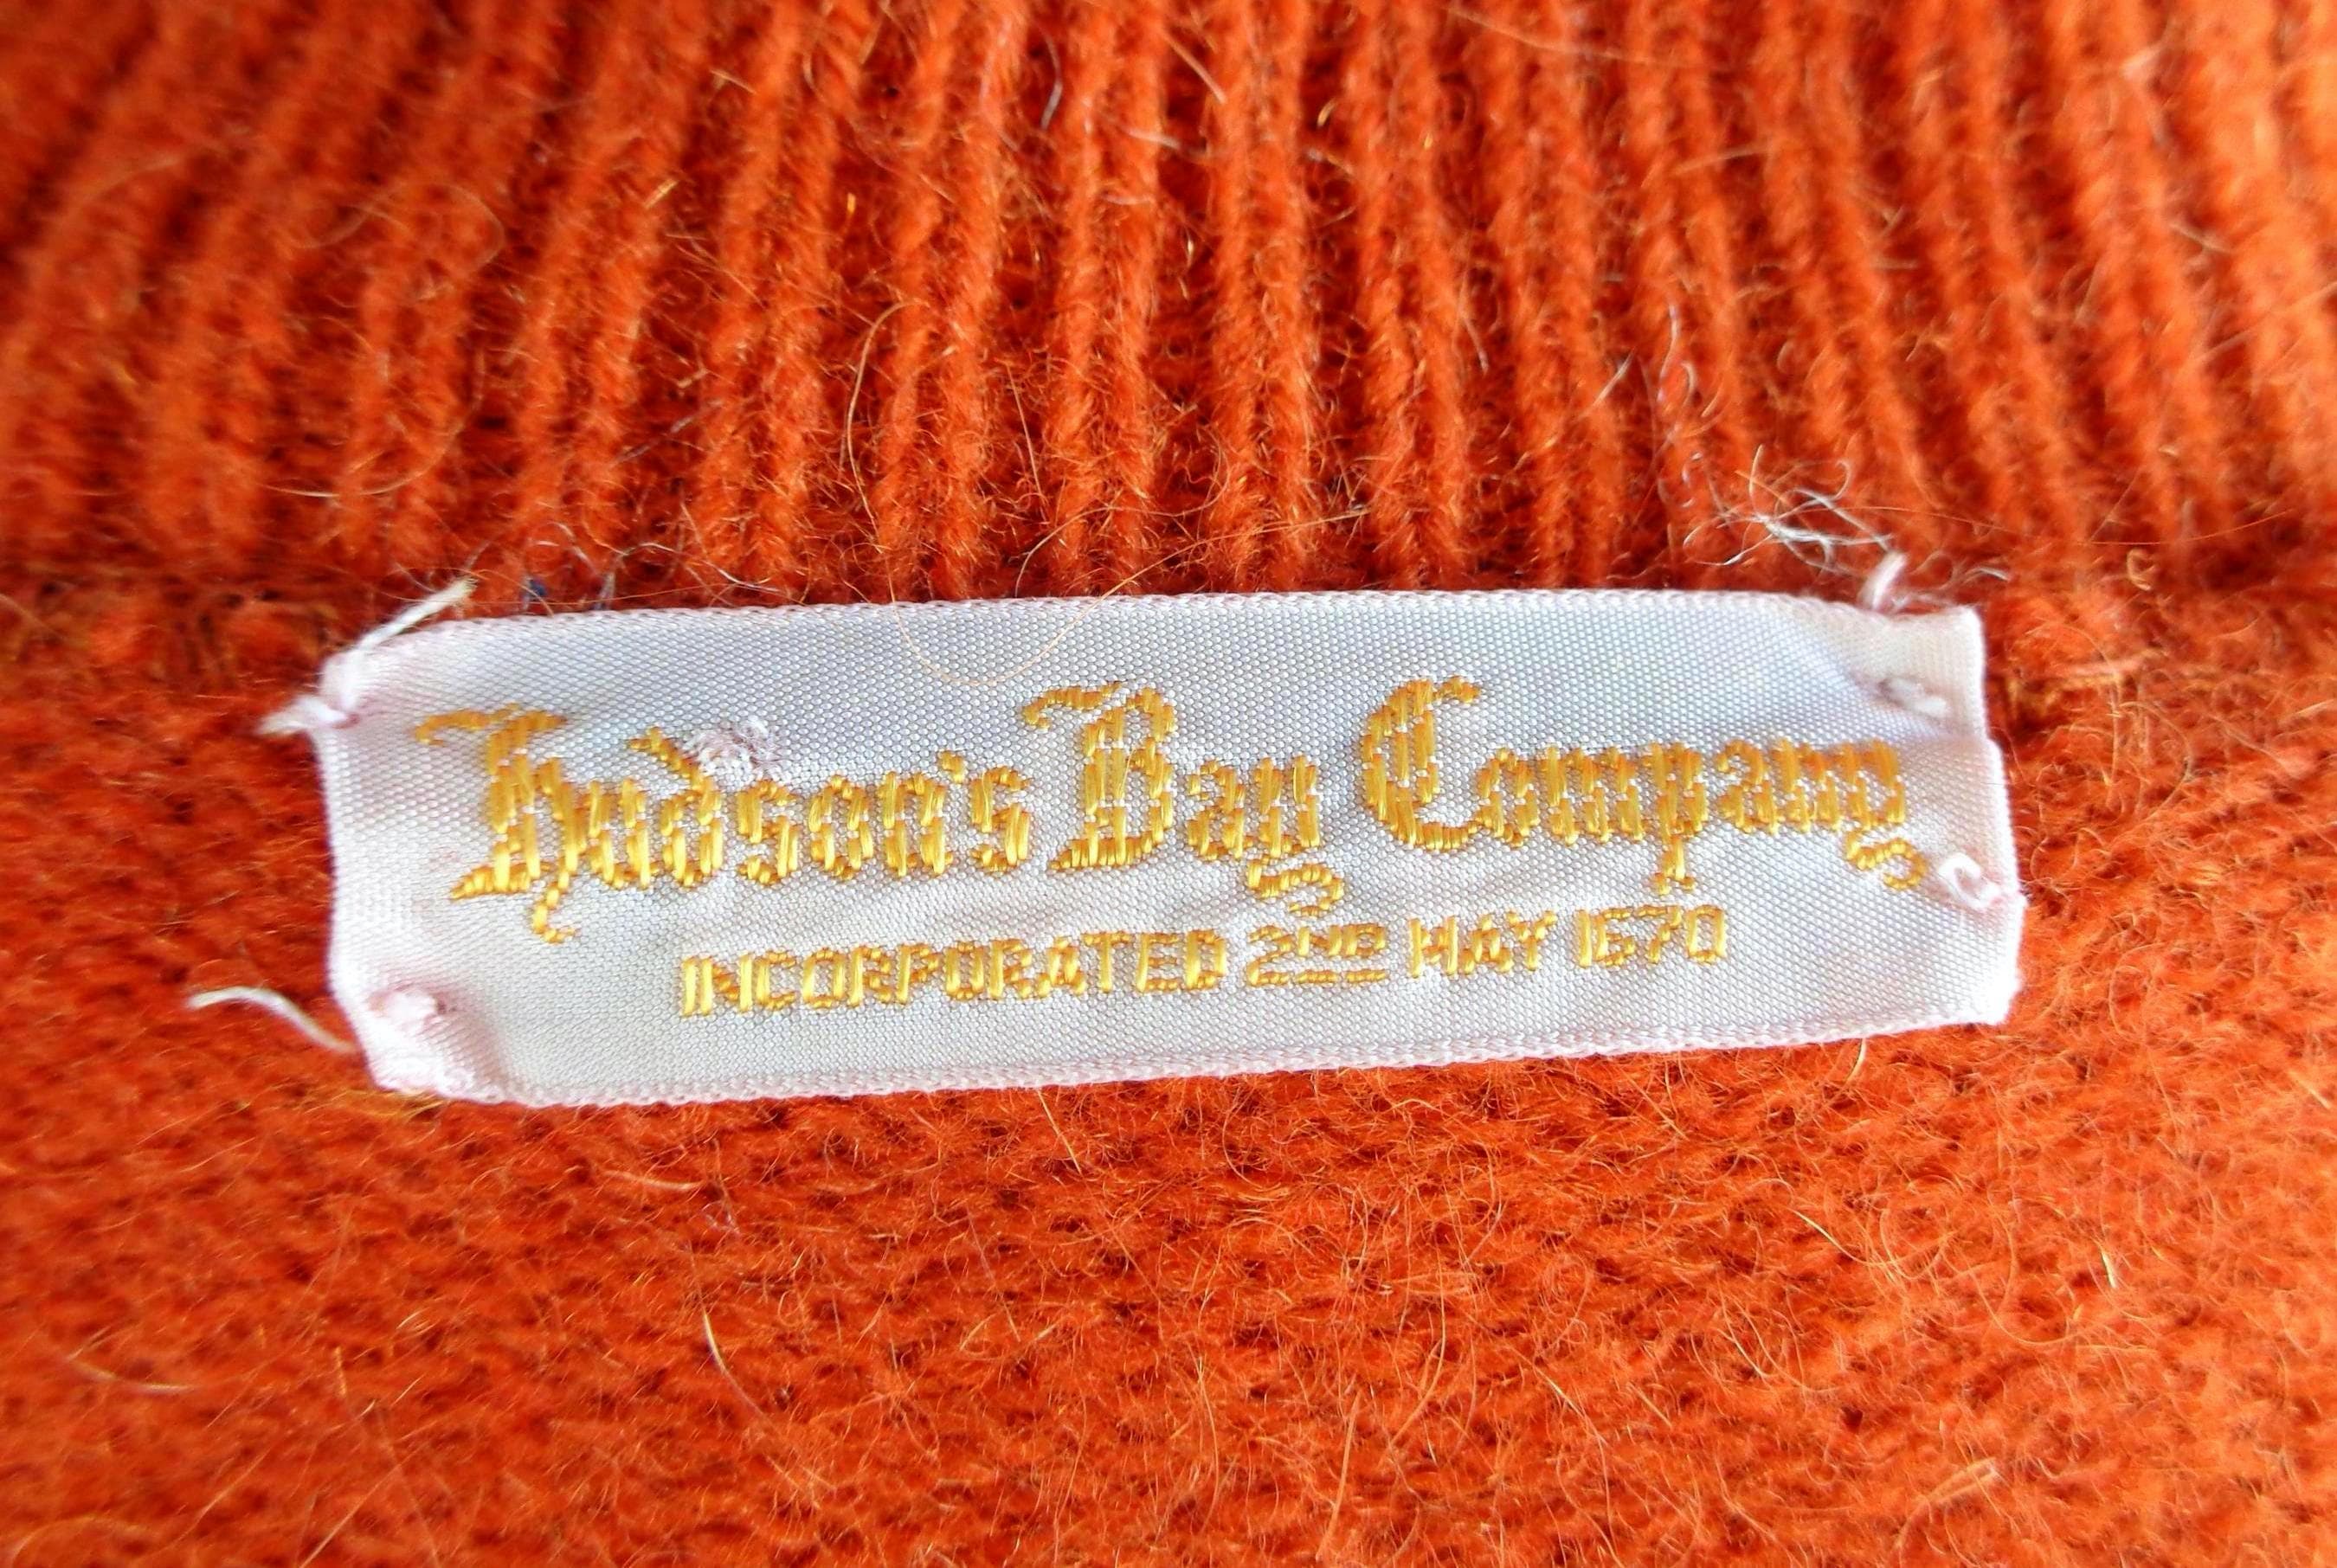 Hudson's Bay Company
INCORPORATED 2ND MAY 1670